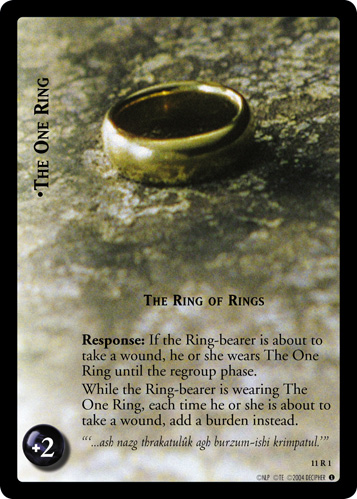 •The One Ring
The Ring of Rings
Response: If the Ring-bearer is about to
take a wound, he or she wears The One
Ring until the regroup phase.
While the Ring-bearer is wearing The
One Ring, each time he or she is about to
take a wound, add a burden instead.
“‘...ash nazg thrakatulûk agh burzum-ishi krimpatul.’”
+2
11 R 1
©NLP ©TE ©2004 DECIPHER